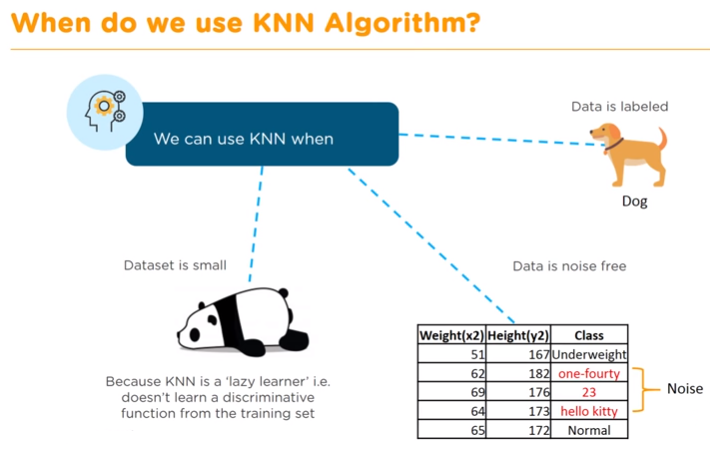 When do we use KNN Algorithm?
We can use KNN when
Data is labeled
Dog
Dataset is small
Because KNN is a 'lazy learner' i.e.
doesn't learn a discriminative
function from the training set
Data is noise free
Weight(x2) Height(y2) Class
51 167 Underweight
62 182 one-fourty
69 176 23
64 173 hello kitty
65 172 Normal
Noise